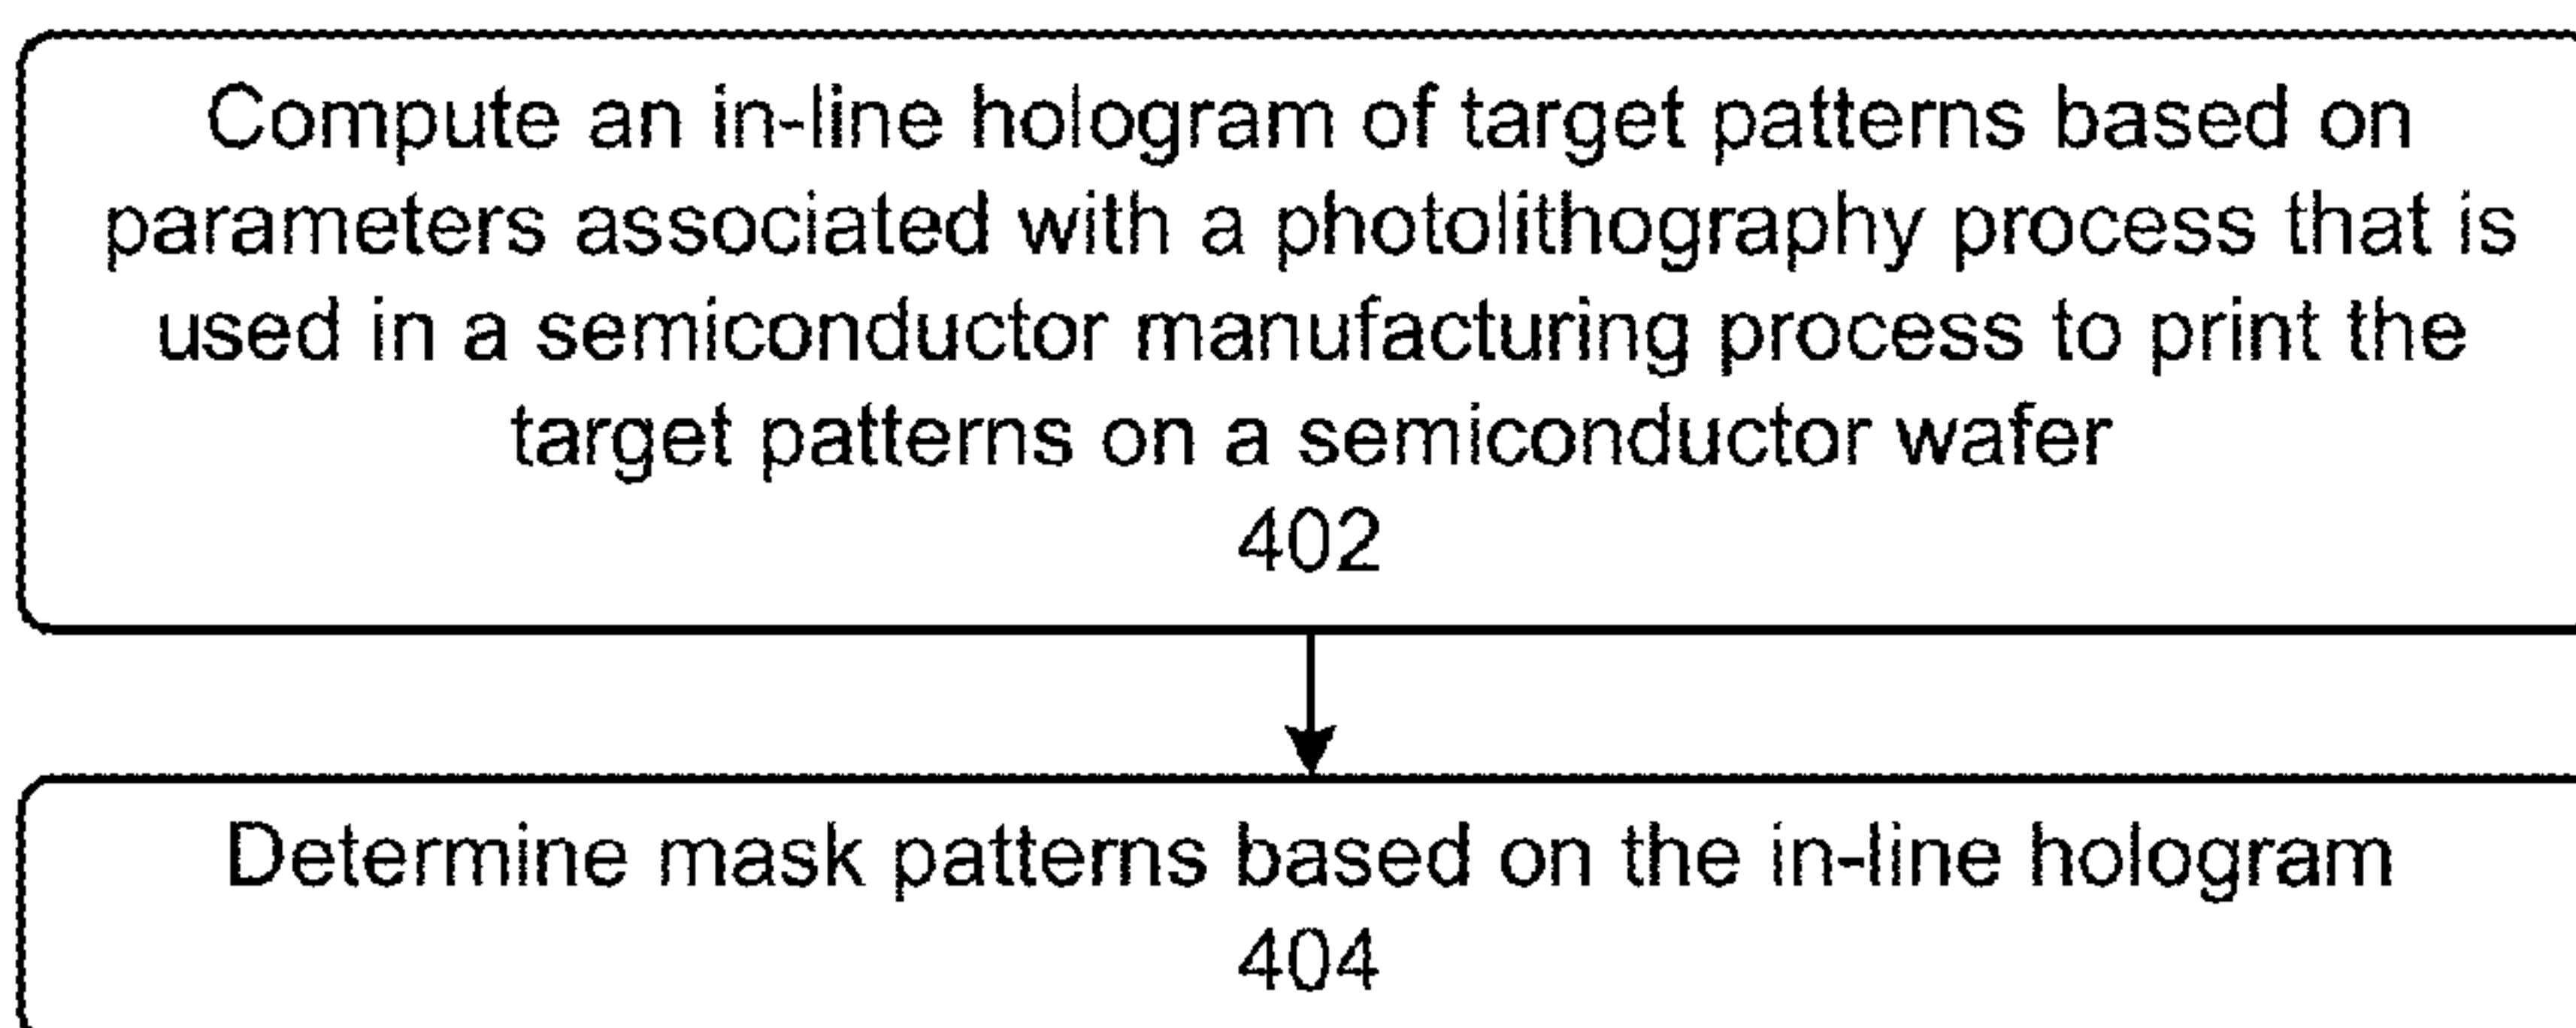 Compute an in-line hologram of target patterns based on
parameters associated with a photolithography process that is
used in a semiconductor manufacturing process to print the
target patterns on a semiconductor wafer
402
Determine mask patterns based on the in-line hologram
404